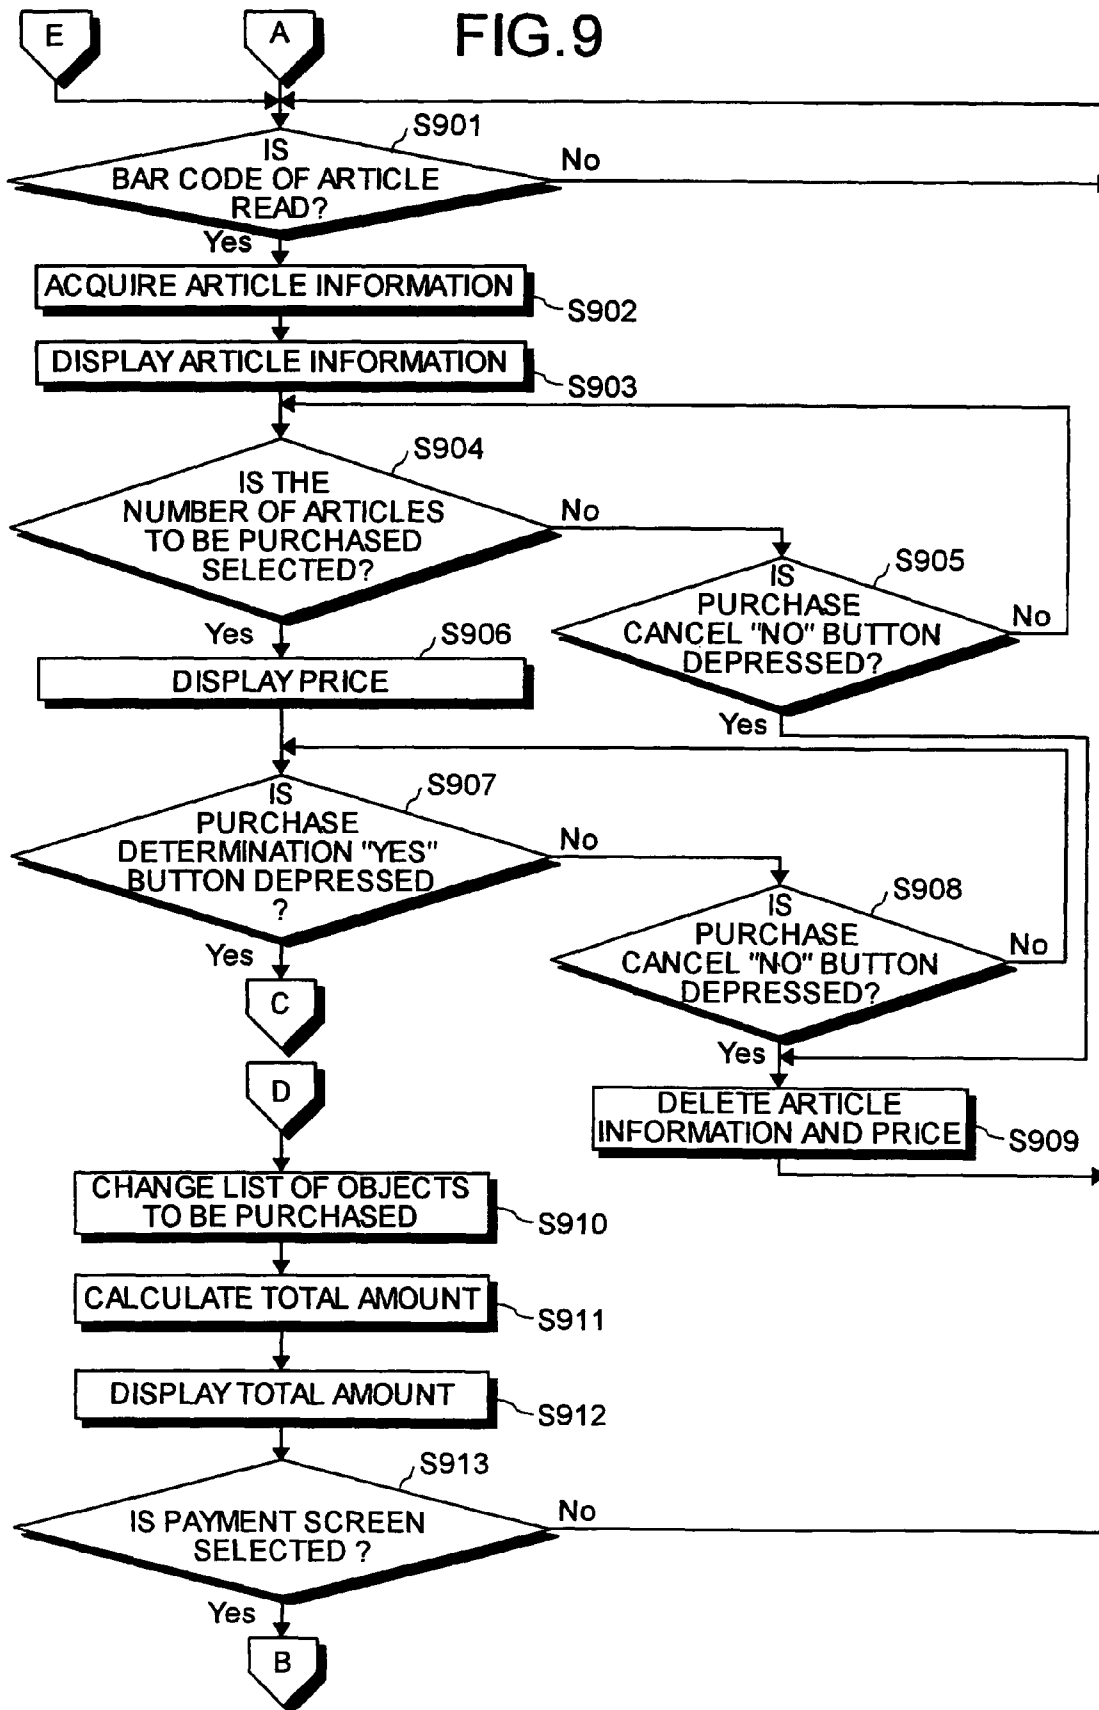 FIG.9
E
A
S901
IS
BAR CODE OF ARTICLE
READ?
No
Yes
ACQUIRE ARTICLE INFORMATION
S902
DISPLAY ARTICLE INFORMATION
S903
S904
IS THE
NUMBER OF ARTICLES
TO BE PURCHASED
SELECTED?
No
Yes
S905
IS
PURCHASE
CANCEL "NO" BUTTON
DEPRESSED?
No
Yes
S906
DISPLAY PRICE
S907
IS
PURCHASE
DETERMINATION "YES"
BUTTON DEPRESSED
?
No
Yes
S908
IS
PURCHASE
CANCEL "NO" BUTTON
DEPRESSED?
No
Yes
C
D
DELETE ARTICLE
INFORMATION AND PRICE
S909
CHANGE LIST OF OBJECTS
TO BE PURCHASED
S910
CALCULATE TOTAL AMOUNT
S911
DISPLAY TOTAL AMOUNT
S912
S913
IS PAYMENT SCREEN
SELECTED ?
No
Yes
B